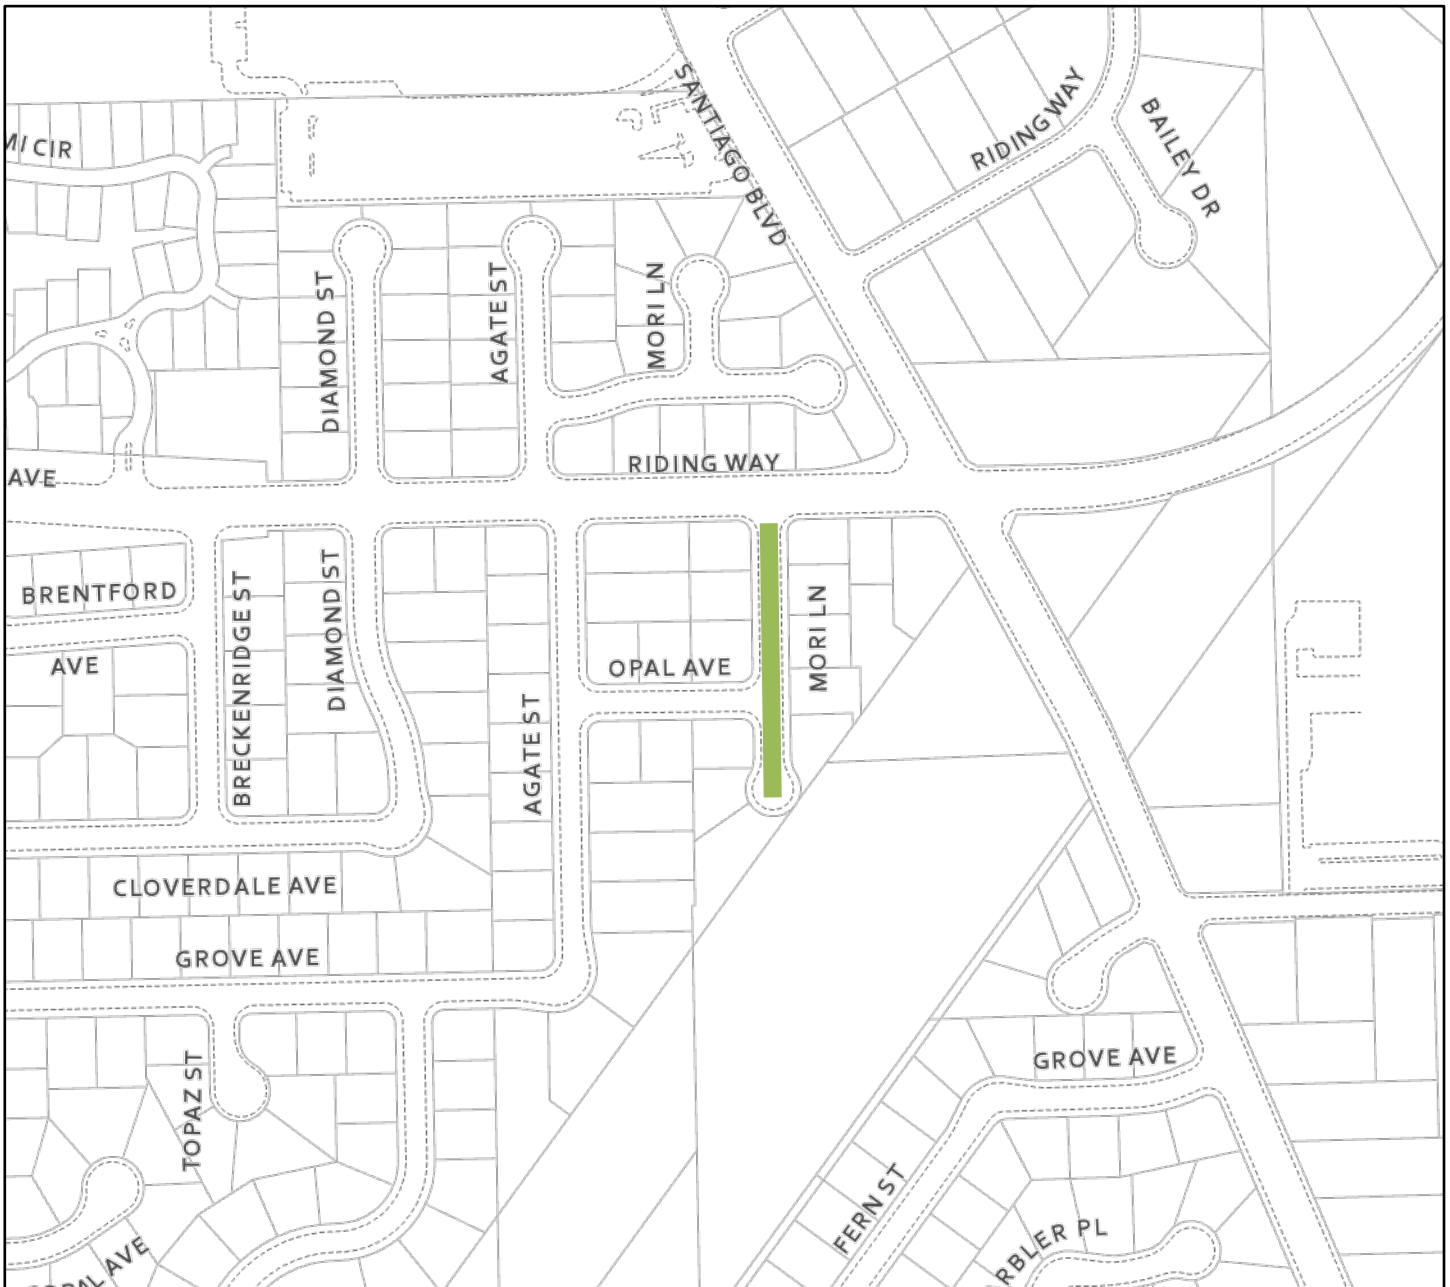 SANTIAGO BLVD
RIDING WAY
BAILEY DR
MI CIR
DIAMOND ST
AGATE ST
MORI LN
RIDING WAY
AVE
BRENTFORD
AVE
BRECKENRIDGE ST
DIAMOND ST
AGATE ST
OPAL AVE
MORI LN
CLOVERDALE AVE
GROVE AVE
TOPAZ ST
GROVE AVE
FERN ST
RBLER PL
OPAL AVE